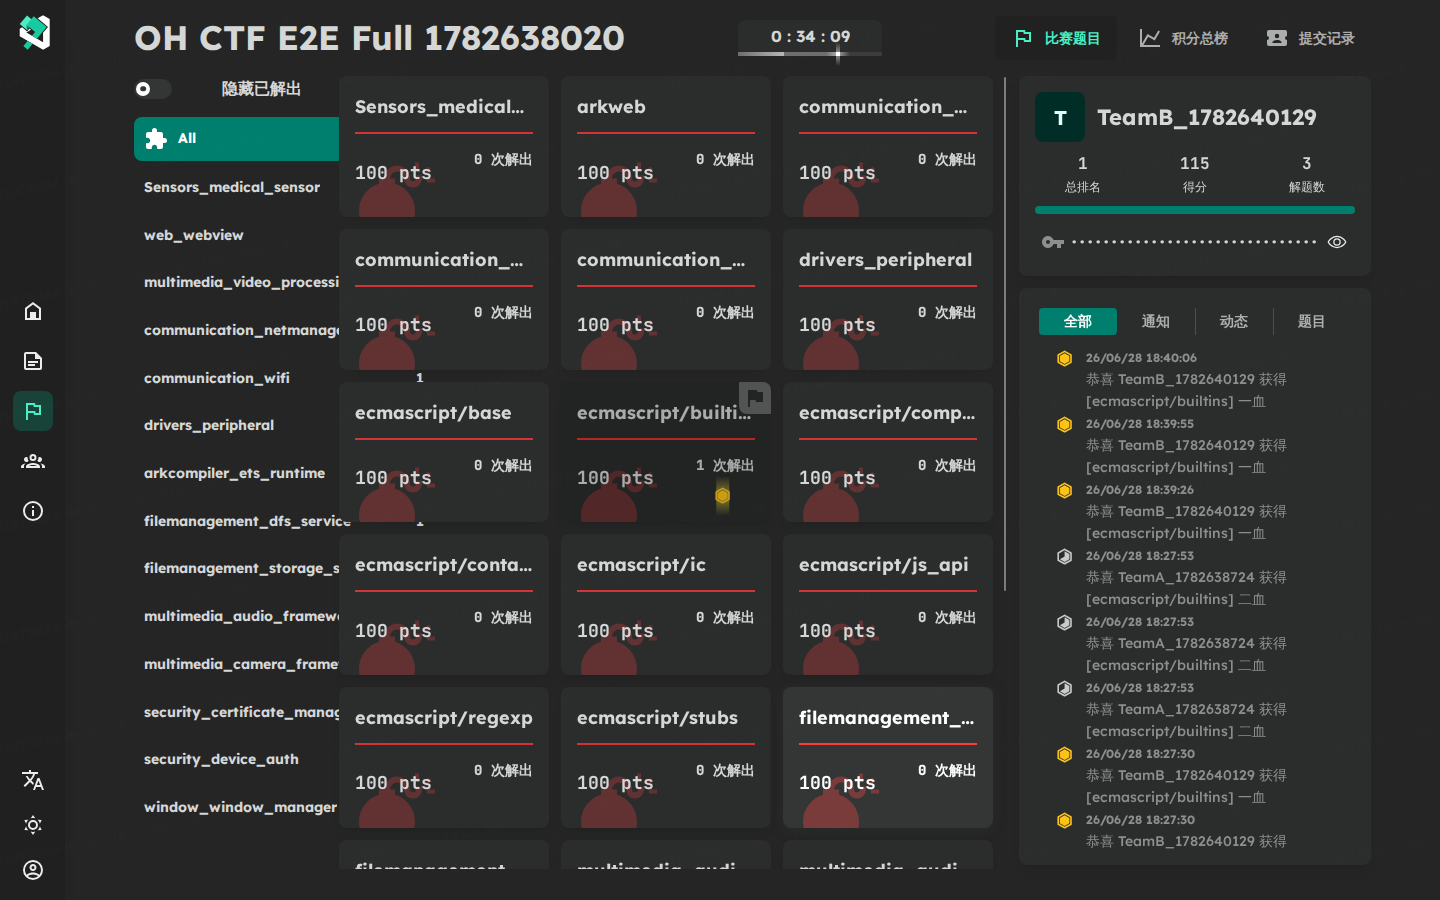 OH CTF E2E Full 1782638020
0 : 34 : 09
比赛题目
积分总榜
提交记录
隐藏已解出
All
Sensors_medical_sensor
web_webview
multimedia_video_processi
communication_netmanage
communication_wifi
1
drivers_peripheral
arkcompiler_ets_runtime
filemanagement_dfs_service
filemanagement_storage_s
multimedia_audio_framew
multimedia_camera_frame
security_certificate_manag
security_device_auth
window_window_manager
Sensors_medical...
0 次解出
100 pts
arkweb
0 次解出
100 pts
communication_...
0 次解出
100 pts
communication_...
0 次解出
100 pts
communication_...
0 次解出
100 pts
drivers_peripheral
0 次解出
100 pts
ecmascript/base
0 次解出
100 pts
ecmascript/builti...
1 次解出
100 pts
ecmascript/comp...
0 次解出
100 pts
ecmascript/conta...
0 次解出
100 pts
ecmascript/ic
0 次解出
100 pts
ecmascript/js_api
0 次解出
100 pts
ecmascript/regexp
0 次解出
100 pts
ecmascript/stubs
0 次解出
100 pts
filemanagement_...
0 次解出
100 pts
filemanagement_
multimedia_audi
multimedia_audi
T
TeamB_1782640129
1
115
3
总排名
得分
解题数
全部
通知
动态
题目
26/06/28 18:40:06
恭喜 TeamB_1782640129 获得
[ecmascript/builtins] 一血
26/06/28 18:39:55
恭喜 TeamB_1782640129 获得
[ecmascript/builtins] 一血
26/06/28 18:39:26
恭喜 TeamB_1782640129 获得
[ecmascript/builtins] 一血
26/06/28 18:27:53
恭喜 TeamA_1782638724 获得
[ecmascript/builtins] 二血
26/06/28 18:27:53
恭喜 TeamA_1782638724 获得
[ecmascript/builtins] 二血
26/06/28 18:27:53
恭喜 TeamA_1782638724 获得
[ecmascript/builtins] 二血
26/06/28 18:27:30
恭喜 TeamB_1782640129 获得
[ecmascript/builtins] 一血
26/06/28 18:27:30
恭喜 TeamB_1782640129 获得